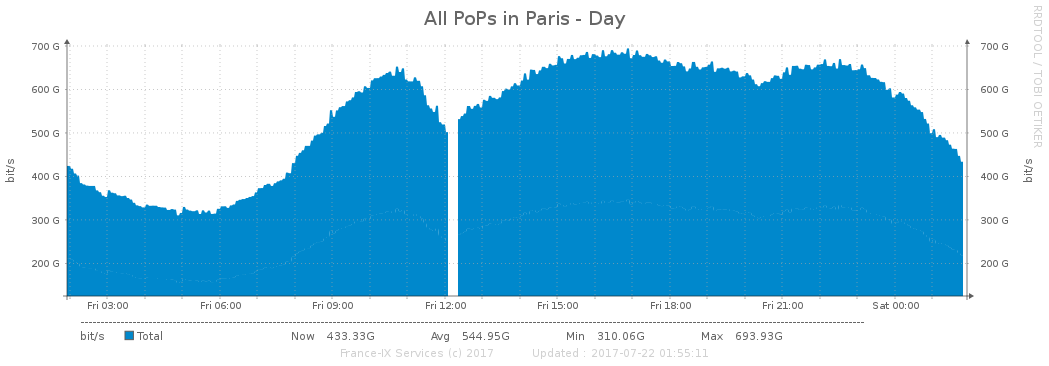 All PoPs in Paris - Day
RRDTOOL / TOBI OETIKER
700 G 700 G
600 G 600 G
500 G 500 G
400 G 400 G
300 G 300 G
200 G 200 G
bit/s bit/s
Fri 03:00 Fri 06:00 Fri 09:00 Fri 12:00 Fri 15:00 Fri 18:00 Fri 21:00 Sat 00:00
bit/s Total Now 433.33G Avg 544.95G Min 310.06G Max 693.93G
France-IX Services (c) 2017 Updated : 2017-07-22 01:55:11